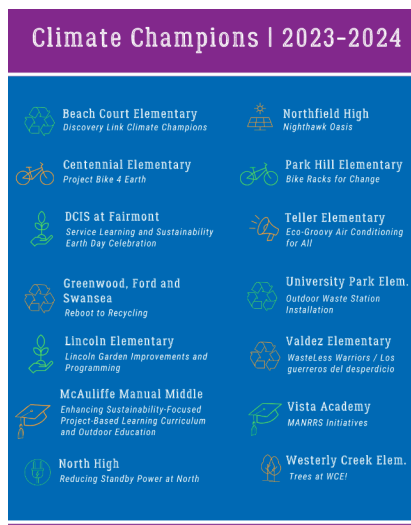 Climate Champions | 2023-2024
Beach Court Elementary
Discovery Link Climate Champions
Centennial Elementary
Project Bike 4 Earth
DCIS at Fairmont
Service Learning and Sustainability
Earth Day Celebration
Greenwood, Ford and
Swansea
Reboot to Recycling
Lincoln Elementary
Lincoln Garden Improvements and
Programming
McAuliffe Manual Middle
Enhancing Sustainability-Focused
Project-Based Learning Curriculum
and Outdoor Education
North High
Reducing Standby Power at North
Northfield High
Nighthawk Oasis
Park Hill Elementary
Bike Racks for Change
Teller Elementary
Eco-Groovy Air Conditioning
for All
University Park Elem.
Outdoor Waste Station
Installation
Valdez Elementary
WasteLess Warriors / Los
guerreros del desperdicio
Vista Academy
MANRRS Initiatives
Westerly Creek Elem.
Trees at WCE!